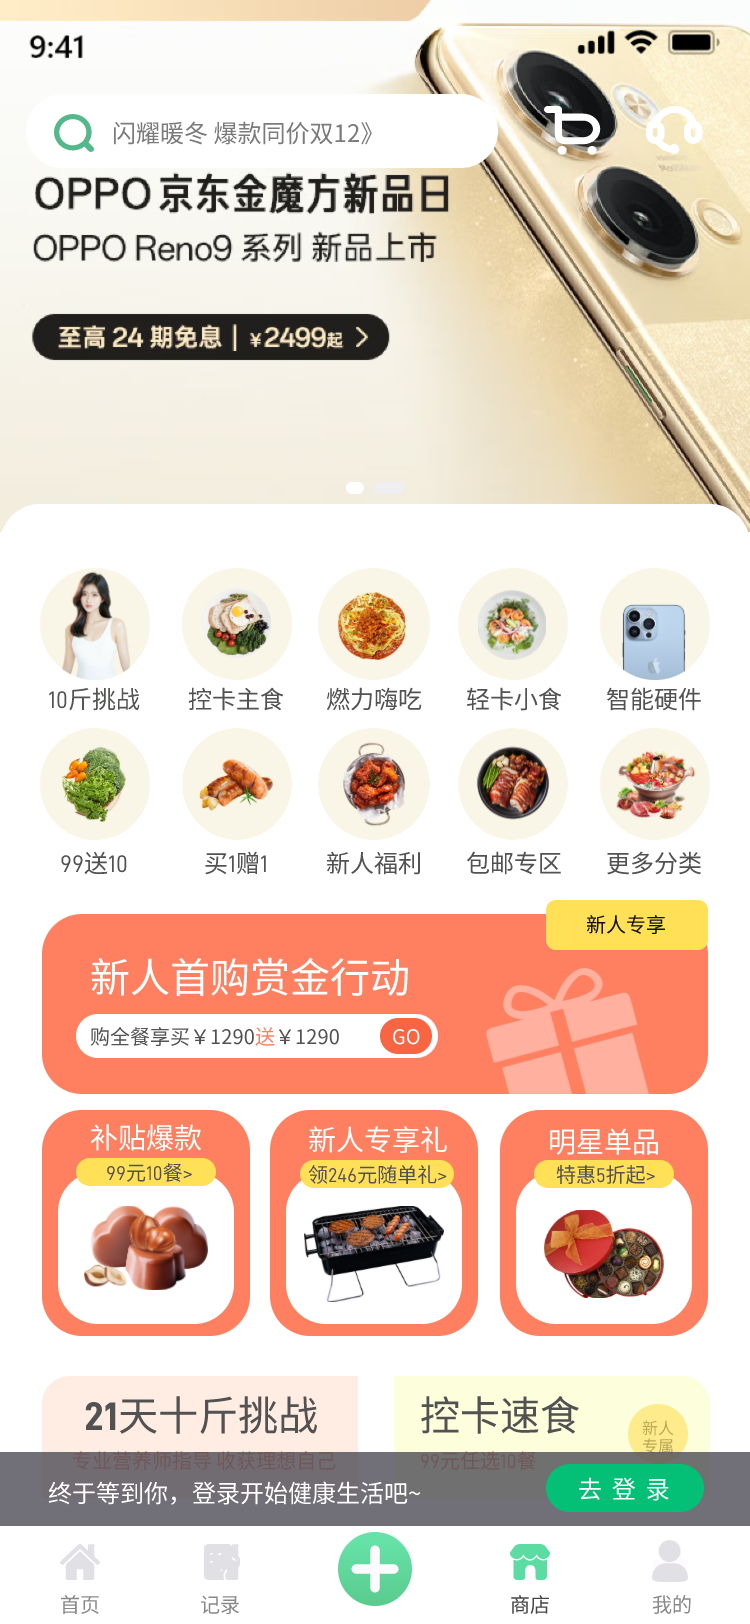 9:41
闪耀暖冬 爆款同价双12》
OPPO 京东金魔方新品日
OPPO Reno9 系列 新品上市
至高 24 期免息 | ¥2499起 >
10斤挑战 控卡主食 燃力嗨吃 轻卡小食 智能硬件
99送10 买1赠1 新人福利 包邮专区 更多分类
新人专享
新人首购赏金行动
购全餐享买¥1290送¥1290 GO
补贴爆款 新人专享礼 明星单品
99元10餐> 领246元随单礼> 特惠5折起>
21天十斤挑战 控卡速食
新人
专属
专业营养师指导 收获理想自己 99元任选10餐
终于等到你，登录开始健康生活吧~ 去登录
首页 记录 商店 我的